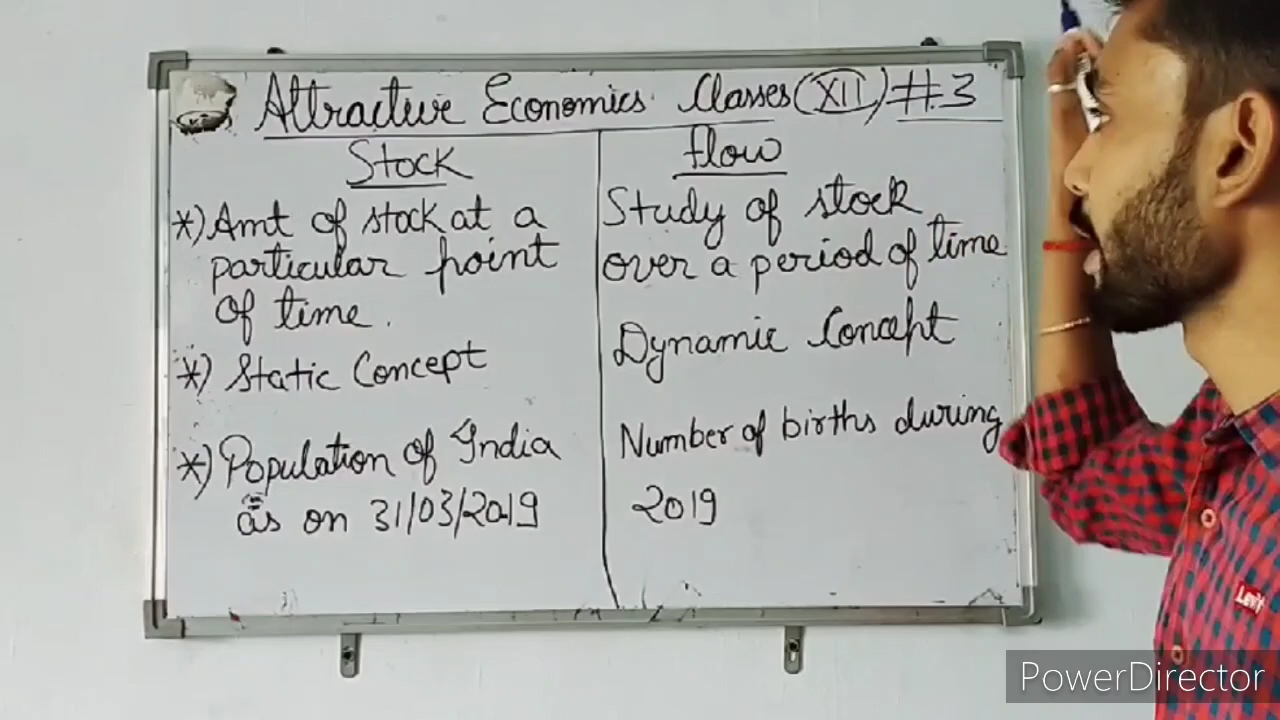 Attractive Economics Classes (XII) #3
Stock
*) Amt of stock at a
particular point
of time.
*) Static Concept
*) Population of India
as on 31/03/2019
flow
Study of stock
over a period of time
Dynamic Concept
Number of births during
2019
Levi's
PowerDirector